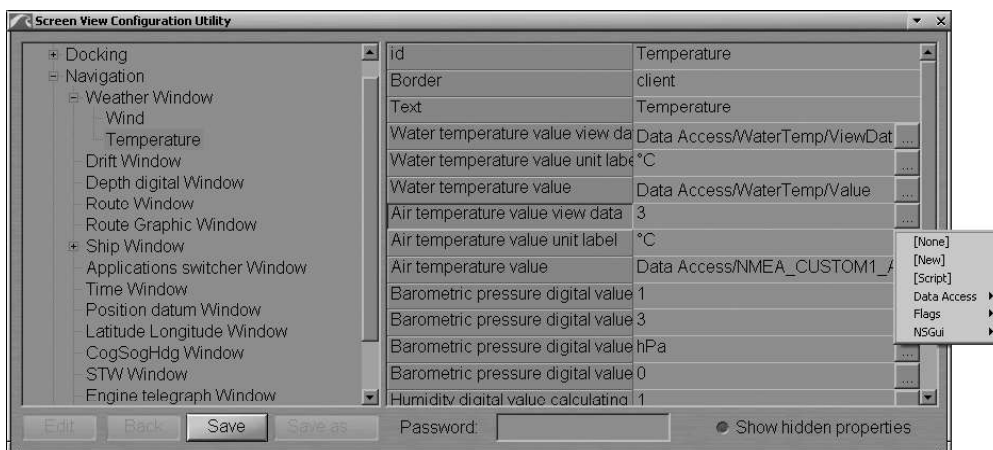 Screen View Configuration Utility
Docking
Navigation
Weather Window
Wind
Temperature
Drift Window
Depth digital Window
Route Window
Route Graphic Window
Ship Window
Applications switcher Window
Time Window
Position datum Window
Latitude Longitude Window
CogSogHdg Window
STW Window
Engine telegraph Window
id Temperature
Border client
Text Temperature
Water temperature value view da Data Access/WaterTemp/ViewDat ...
Water temperature value unit labe °C ...
Water temperature value Data Access/WaterTemp/Value ...
Air temperature value view data 3 ...
Air temperature value unit label °C
Air temperature value Data Access/NMEA_CUSTOM1_
Barometric pressure digital value 1
Barometric pressure digital value 3
Barometric pressure digital value hPa ...
Barometric pressure digital value 0 ...
Humidity digital value calculating 1
[None]
[New]
[Script]
Data Access
Flags
NSGui
Edit Back Save Save as... Password: Show hidden properties